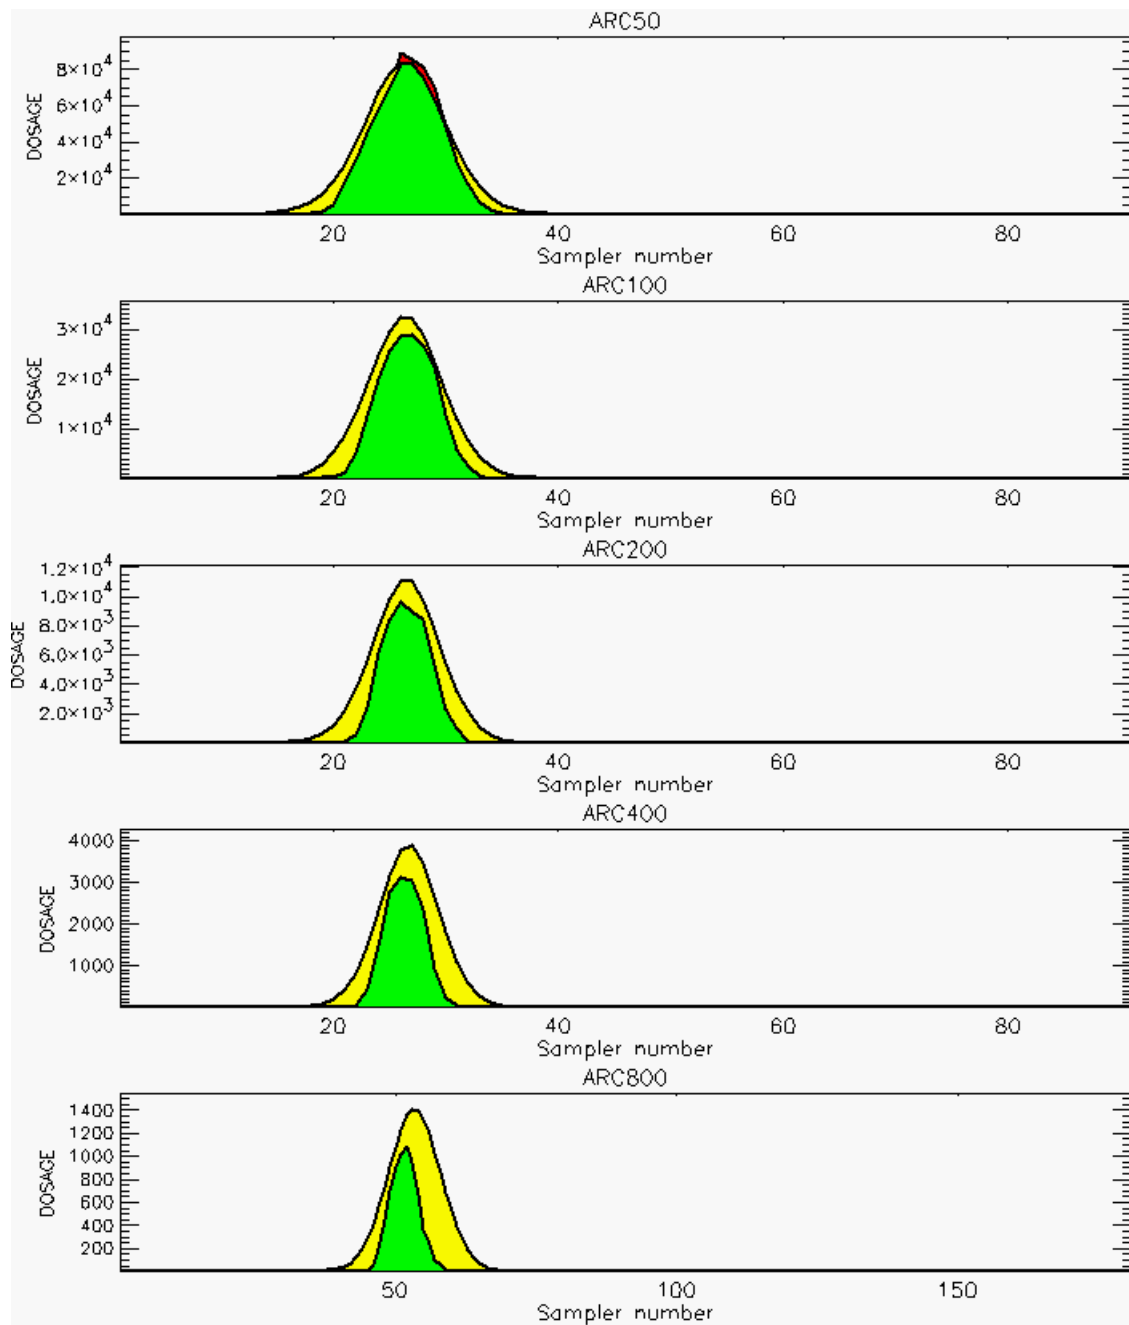 ARC50
8×10⁴
6×10⁴
4×10⁴
2×10⁴
DOSAGE
20 40 60 80
Sampler number
ARC100
3×10⁴
2×10⁴
1×10⁴
DOSAGE
20 40 60 80
Sampler number
ARC200
1.2×10⁴
1.0×10⁴
8.0×10³
6.0×10³
4.0×10³
2.0×10³
DOSAGE
20 40 60 80
Sampler number
ARC400
4000
3000
2000
1000
DOSAGE
20 40 60 80
Sampler number
ARC800
1400
1200
1000
800
600
400
200
DOSAGE
50 100 150
Sampler number